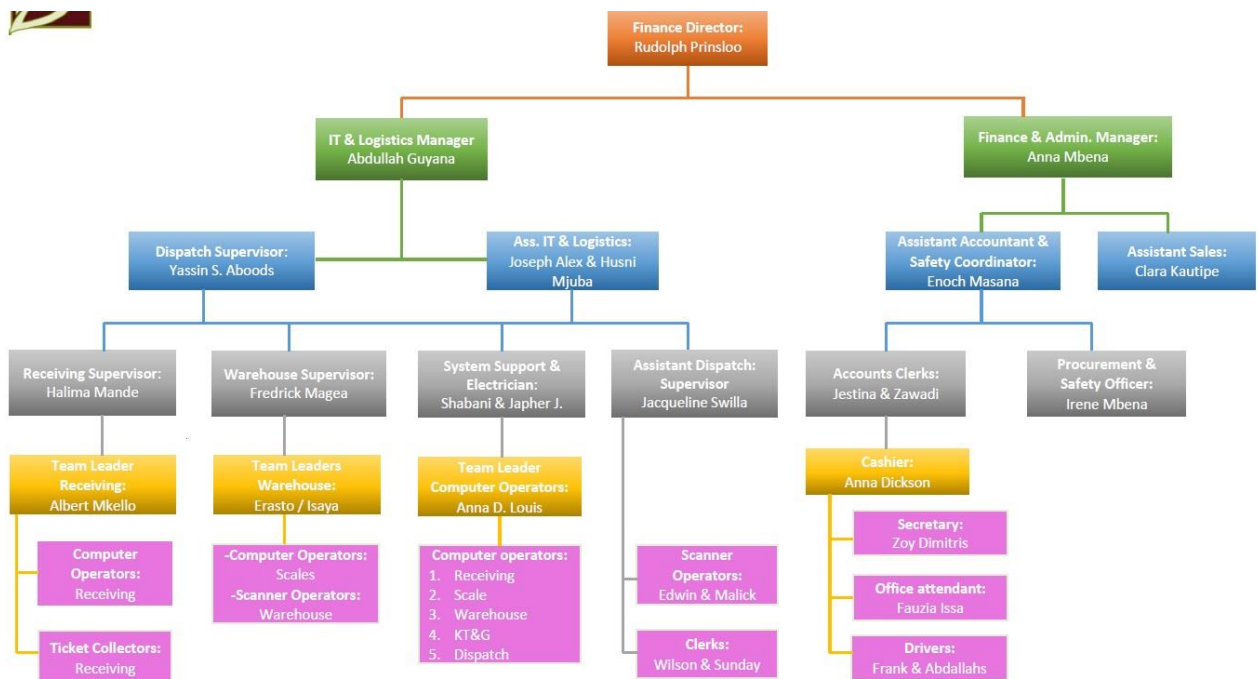 Finance Director:
Rudolph Prinsloo
IT & Logistics Manager
Abdullah Guyana
Finance & Admin. Manager:
Anna Mbena
Dispatch Supervisor:
Yassin S. Aboods
Ass. IT & Logistics:
Joseph Alex & Husni
Mjuba
Assistant Accountant &
Safety Coordinator:
Enoch Masana
Assistant Sales:
Clara Kautipe
Receiving Supervisor:
Halima Mande
Warehouse Supervisor:
Fredrick Magea
System Support &
Electrician:
Shabani & Japher J.
Assistant Dispatch:
Supervisor
Jacqueline Swilla
Accounts Clerks:
Jestina & Zawadi
Procurement &
Safety Officer:
Irene Mbena
Team Leader
Receiving:
Albert Mkello
Team Leaders
Warehouse:
Erasto / Isaya
Team Leader
Computer Operators:
Anna D. Louis
Cashier:
Anna Dickson
Computer
Operators:
Receiving
Ticket Collectors:
Receiving
-Computer Operators:
Scales
-Scanner Operators:
Warehouse
Computer operators:
1. Receiving
2. Scale
3. Warehouse
4. KT&G
5. Dispatch
Scanner
Operators:
Edwin & Malick
Clerks:
Wilson & Sunday
Secretary:
Zoy Dimitris
Office attendant:
Fauzia Issa
Drivers:
Frank & Abdallahs